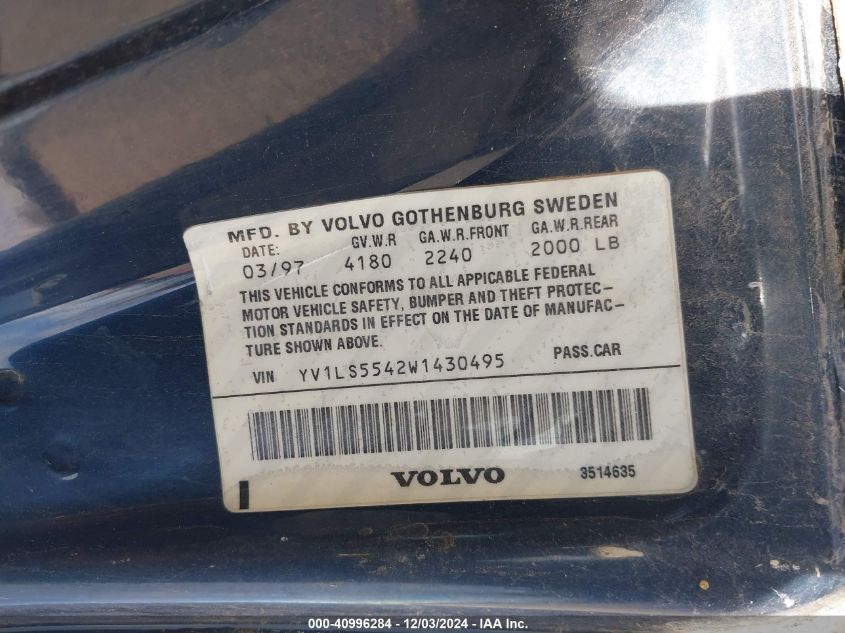 MFD. BY VOLVO GOTHENBURG SWEDEN
DATE: GV.W.R GA.W.R.FRONT GA.W.R.REAR
03/97 4180 2240 2000 LB
THIS VEHICLE CONFORMS TO ALL APPLICABLE FEDERAL
MOTOR VEHICLE SAFETY, BUMPER AND THEFT PROTEC-
TION STANDARDS IN EFFECT ON THE DATE OF MANUFAC-
TURE SHOWN ABOVE.
VIN YV1LS5542W1430495 PASS.CAR
VOLVO 3514635
000-40996284 - 12/03/2024 - IAA Inc.